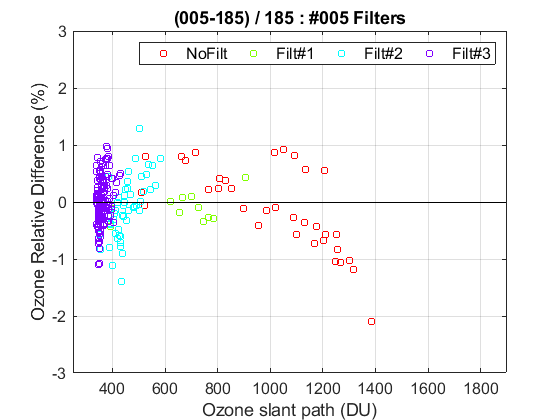 (005-185) / 185 : #005 Filters
NoFilt Filt#1 Filt#2 Filt#3
Ozone Relative Difference (%)
3
2
1
0
-1
-2
-3
400 600 800 1000 1200 1400 1600 1800
Ozone slant path (DU)